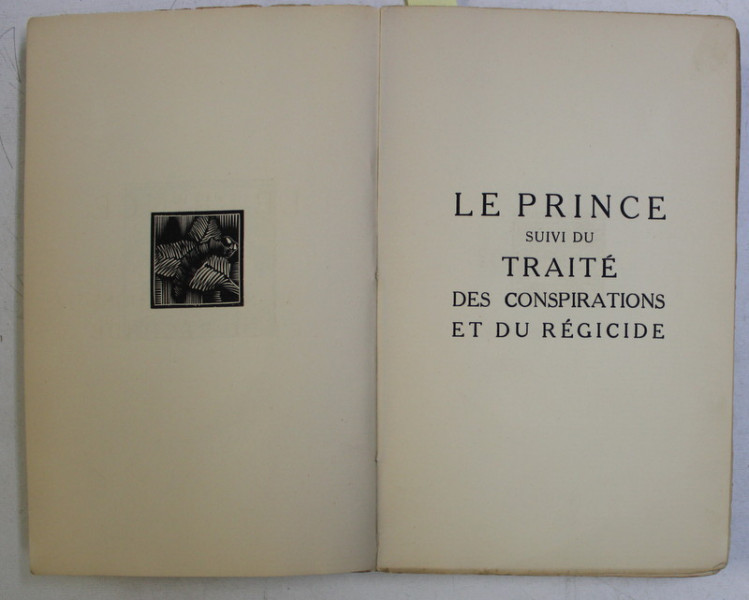 LE PRINCE
SUIVI DU
TRAITÉ
DES CONSPIRATIONS
ET DU RÉGICIDE